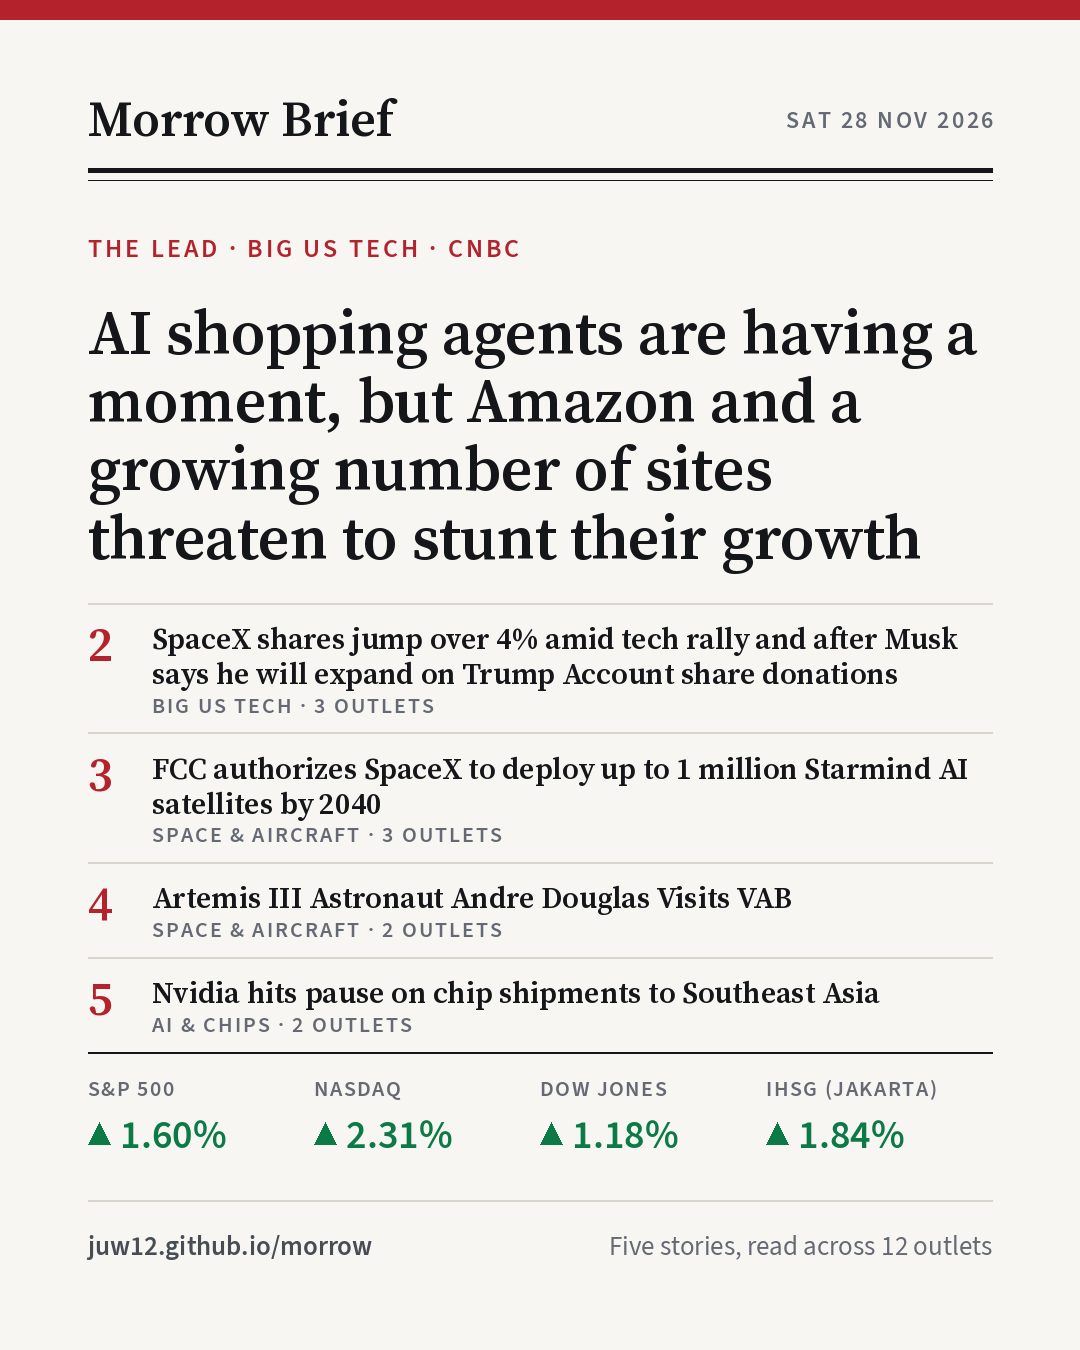 Morrow Brief
SAT 28 NOV 2026
THE LEAD · BIG US TECH · CNBC
AI shopping agents are having a
moment, but Amazon and a
growing number of sites
threaten to stunt their growth
2
SpaceX shares jump over 4% amid tech rally and after Musk
says he will expand on Trump Account share donations
BIG US TECH · 3 OUTLETS
3
FCC authorizes SpaceX to deploy up to 1 million Starmind AI
satellites by 2040
SPACE & AIRCRAFT · 3 OUTLETS
4
Artemis III Astronaut Andre Douglas Visits VAB
SPACE & AIRCRAFT · 2 OUTLETS
5
Nvidia hits pause on chip shipments to Southeast Asia
AI & CHIPS · 2 OUTLETS
S&P 500
▲ 1.60%
NASDAQ
▲ 2.31%
DOW JONES
▲ 1.18%
IHSG (JAKARTA)
▲ 1.84%
juw12.github.io/morrow
Five stories, read across 12 outlets